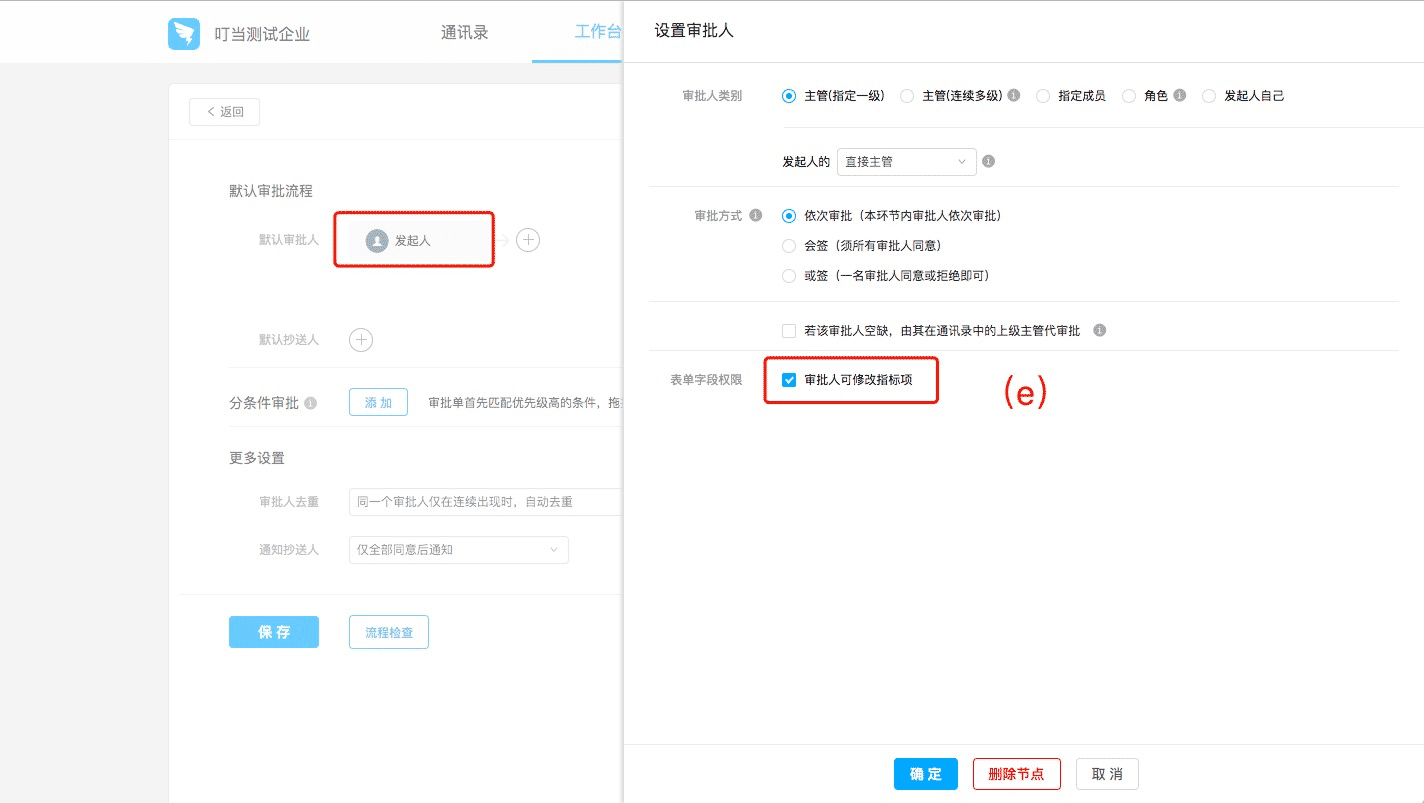 叮当测试企业
通讯录
工作台
返回
默认审批流程
默认审批人
发起人
默认抄送人
分条件审批
添 加
审批单首先匹配优先级高的条件，拖
更多设置
审批人去重
同一个审批人仅在连续出现时，自动去重
通知抄送人
仅全部同意后通知
保 存
流程检查
设置审批人
审批人类别
主管(指定一级)
主管(连续多级)
指定成员
角色
发起人自己
发起人的
直接主管
审批方式
依次审批（本环节内审批人依次审批）
会签（须所有审批人同意）
或签（一名审批人同意或拒绝即可）
若该审批人空缺，由其在通讯录中的上级主管代审批
表单字段权限
审批人可修改指标项
(e)
确 定
删除节点
取 消